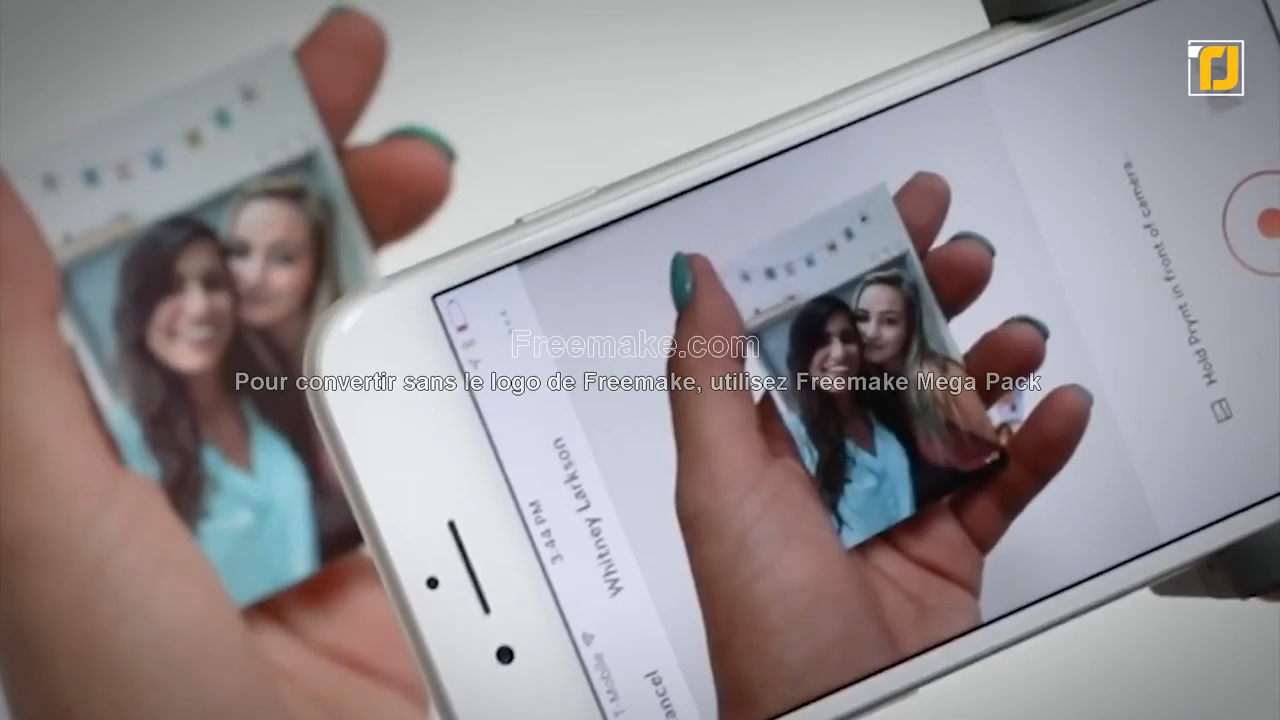 Freemake.com
Pour convertir sans le logo de Freemake, utilisez Freemake Mega Pack
Hold Prynt in front of camera
Whitney Larkson
3:44 PM
T-Mobile
ancel